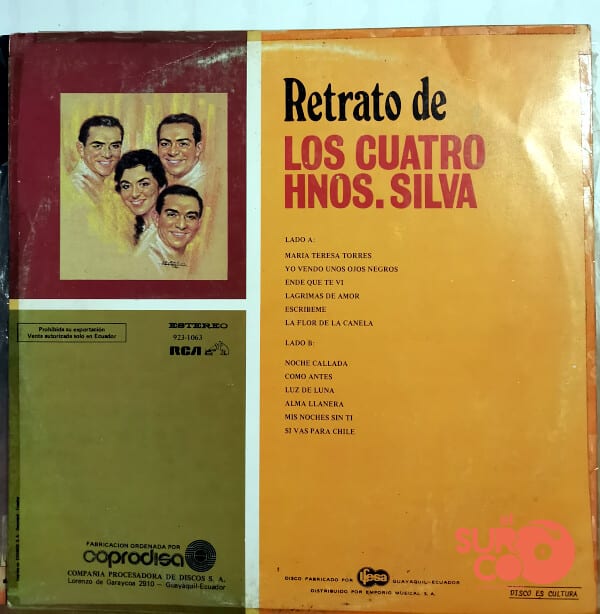 Retrato de
LOS CUATRO
HNOS. SILVA
LADO A:
MARIA TERESA TORRES
YO VENDO UNOS OJOS NEGROS
ENDE QUE TE VI
LAGRIMAS DE AMOR
ESCRIBEME
LA FLOR DE LA CANELA
LADO B:
NOCHE CALLADA
COMO ANTES
LUZ DE LUNA
ALMA LLANERA
MIS NOCHES SIN TI
SI VAS PARA CHILE
Prohibida su exportación
Venta autorizada solo en Ecuador
ESTEREO
923-1063
RCA
FABRICACION ORDENADA POR
coprodisa
COMPAÑIA PROCESADORA DE DISCOS S. A.
Lorenzo de Garaycoa 2910 – Guayaquil-Ecuador
DISCO FABRICADO POR ifesa GUAYAQUIL-ECUADOR
DISTRIBUIDO POR EMPORIO MUSICAL S. A.
DISCO ES CULTURA
SURCO